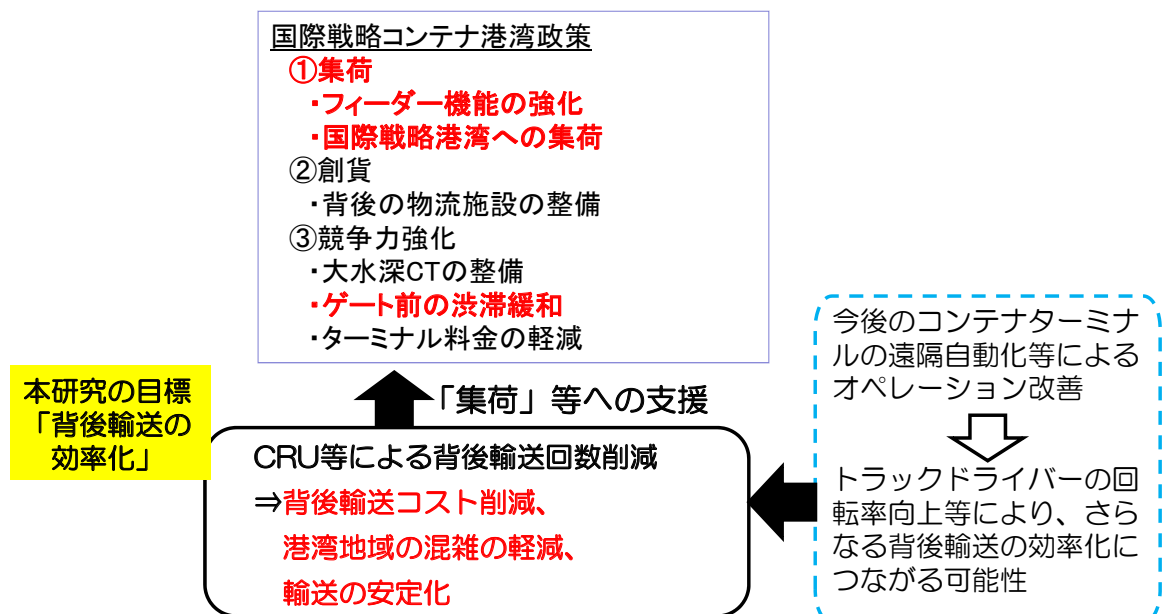 国際戦略コンテナ港湾政策
①集荷
・フィーダー機能の強化
・国際戦略港湾への集荷
②創貨
・背後の物流施設の整備
③競争力強化
・大水深CTの整備
・ゲート前の渋滞緩和
・ターミナル料金の軽減
「集荷」等への支援
本研究の目標
「背後輸送の
効率化」
CRU等による背後輸送回数削減
⇒背後輸送コスト削減、
港湾地域の混雑の軽減、
輸送の安定化
今後のコンテナターミナ
ルの遠隔自動化等による
オペレーション改善
トラックドライバーの回
転率向上等により、さら
なる背後輸送の効率化に
つながる可能性